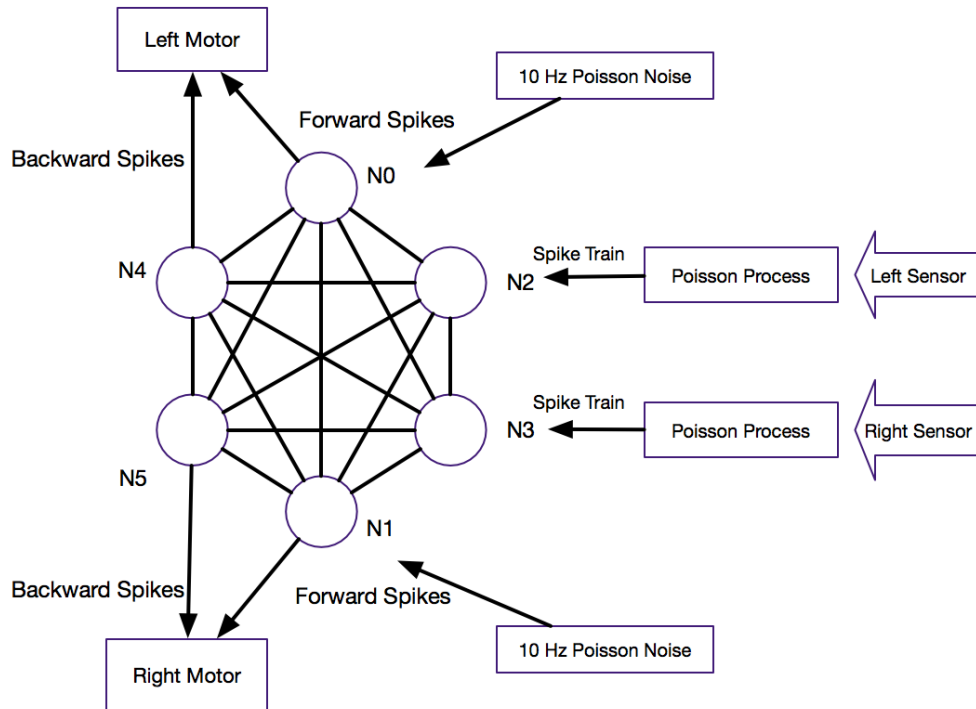 Left Motor
10 Hz Poisson Noise
Forward Spikes
Backward Spikes
N0
N4
N2
Spike Train
Poisson Process
Left Sensor
Spike Train
N3
Poisson Process
Right Sensor
N5
N1
Backward Spikes
Forward Spikes
10 Hz Poisson Noise
Right Motor